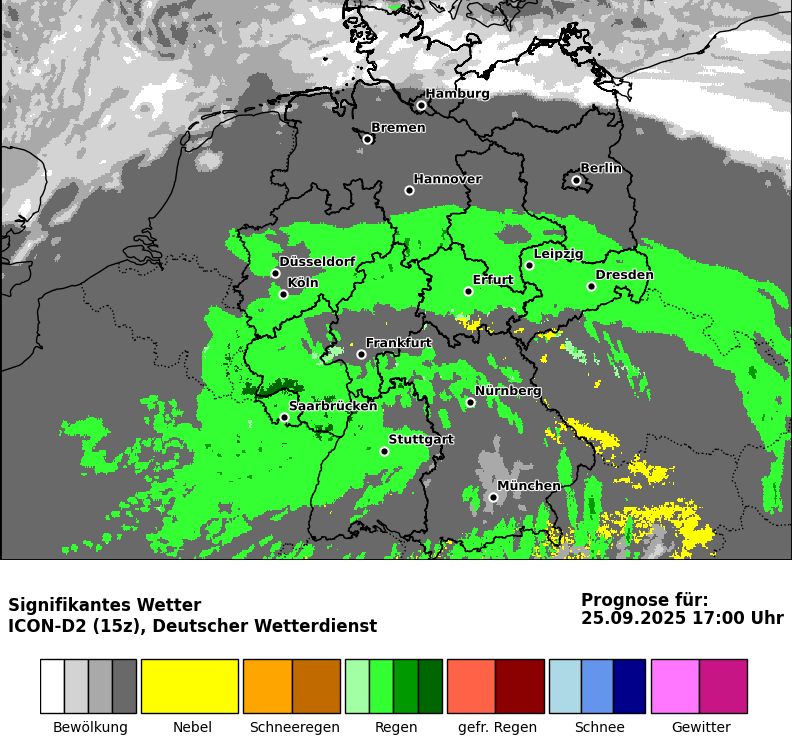 Hamburg
Bremen
Berlin
Hannover
Leipzig
Düsseldorf
Dresden
Köln
Erfurt
Frankfurt
Nürnberg
Saarbrücken
Stuttgart
München
Signifikantes Wetter
ICON-D2 (15z), Deutscher Wetterdienst
Prognose für:
25.09.2025 17:00 Uhr
Bewölkung
Nebel
Schneeregen
Regen
gefr. Regen
Schnee
Gewitter